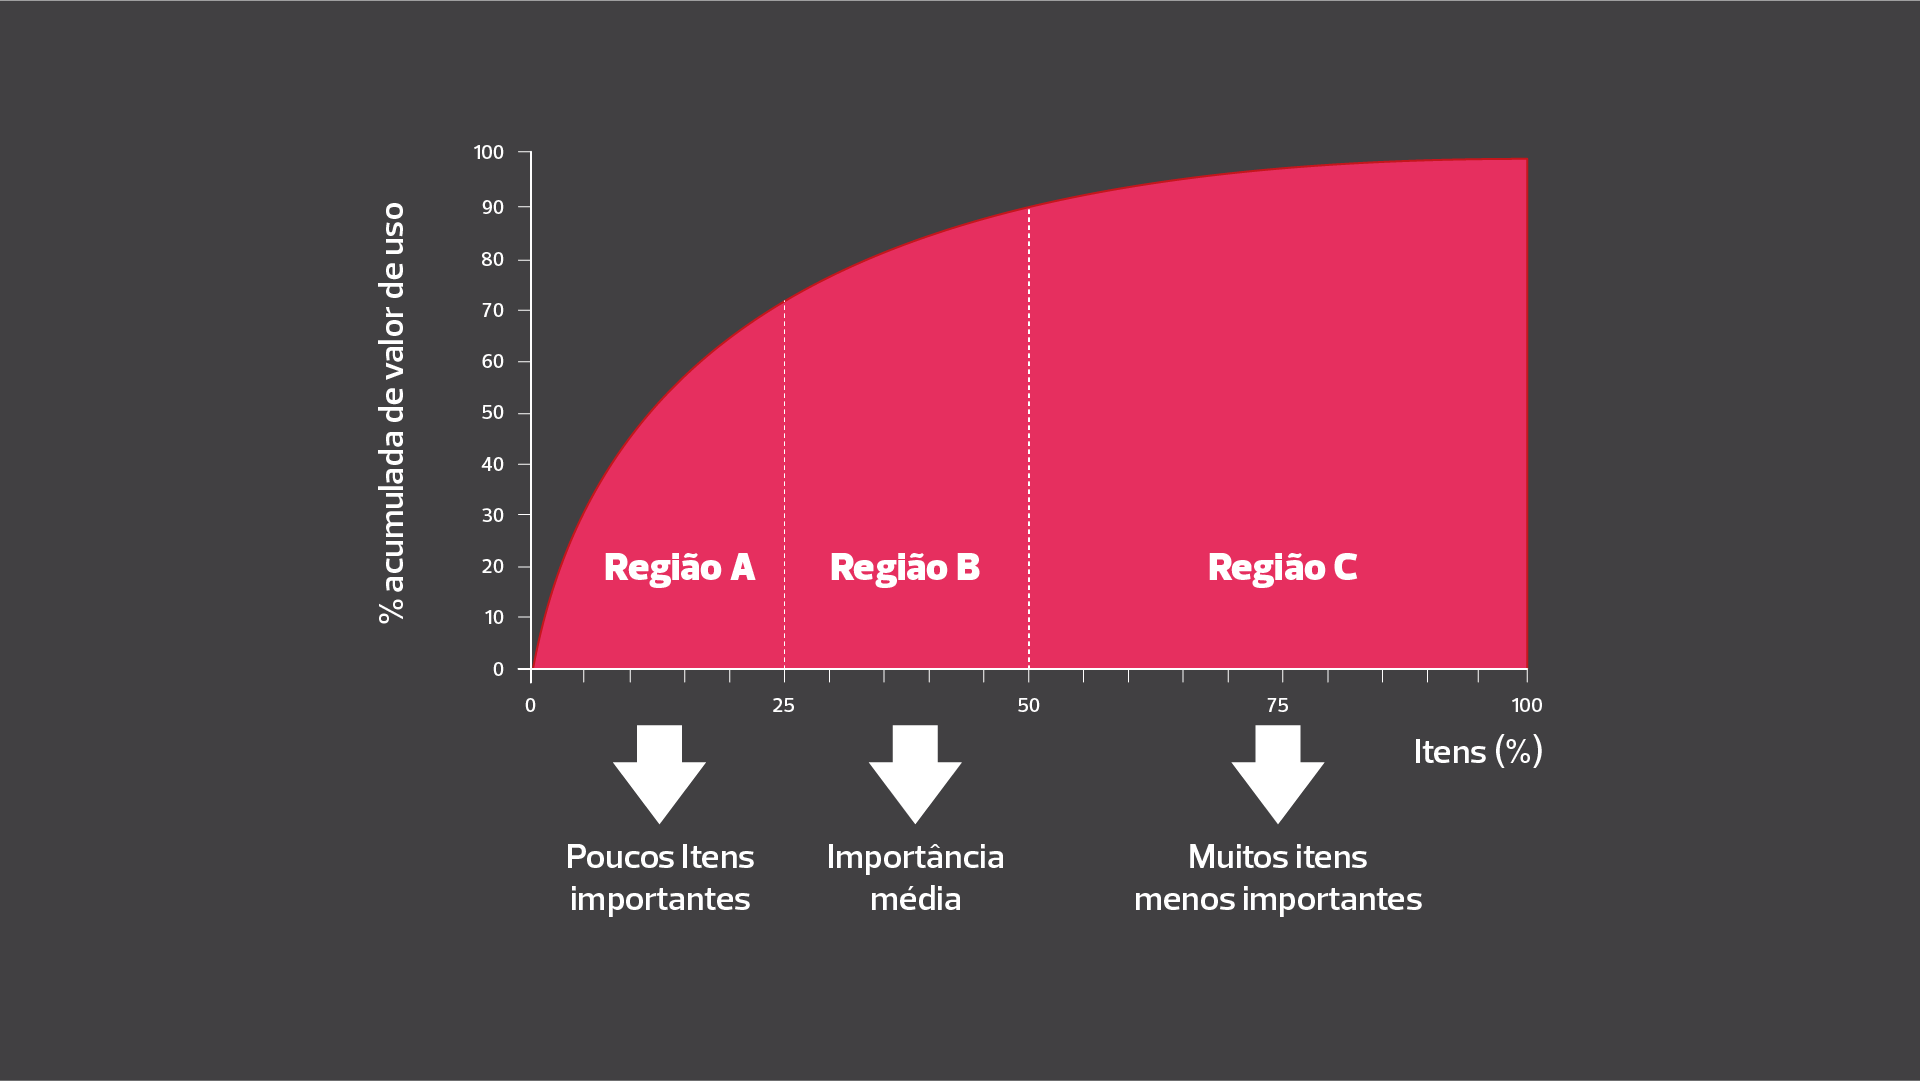 100
90
80
70
60
50
40
30
20
10
0
% acumulada de valor de uso
Região A
Região B
Região C
0
25
50
75
100
Itens (%)
Poucos Itens
importantes
Importância
média
Muitos itens
menos importantes